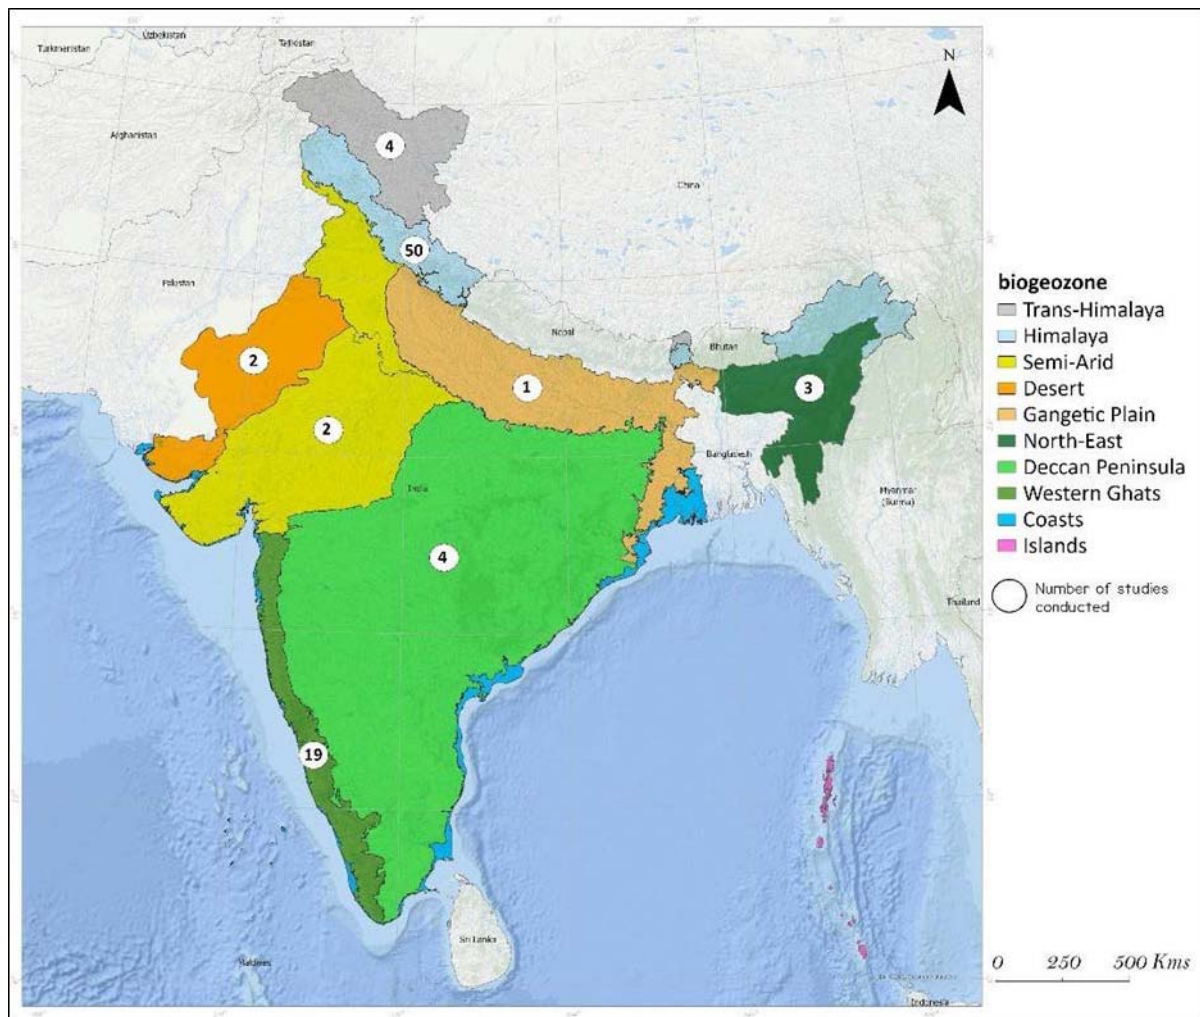 Uzbekistan
Turkmenistan
Tajikistan
N
Afghanistan
4
China
50
Pakistan
Nepal
Bhutan
2
1
3
2
Bangladesh
India
Myanmar
(Burma)
4
Thailand
19
Sri Lanka
Maldives
Indonesia
biogeozone
Trans-Himalaya
Himalaya
Semi-Arid
Desert
Gangetic Plain
North-East
Deccan Peninsula
Western Ghats
Coasts
Islands
Number of studies
conducted
0 250 500 Kms